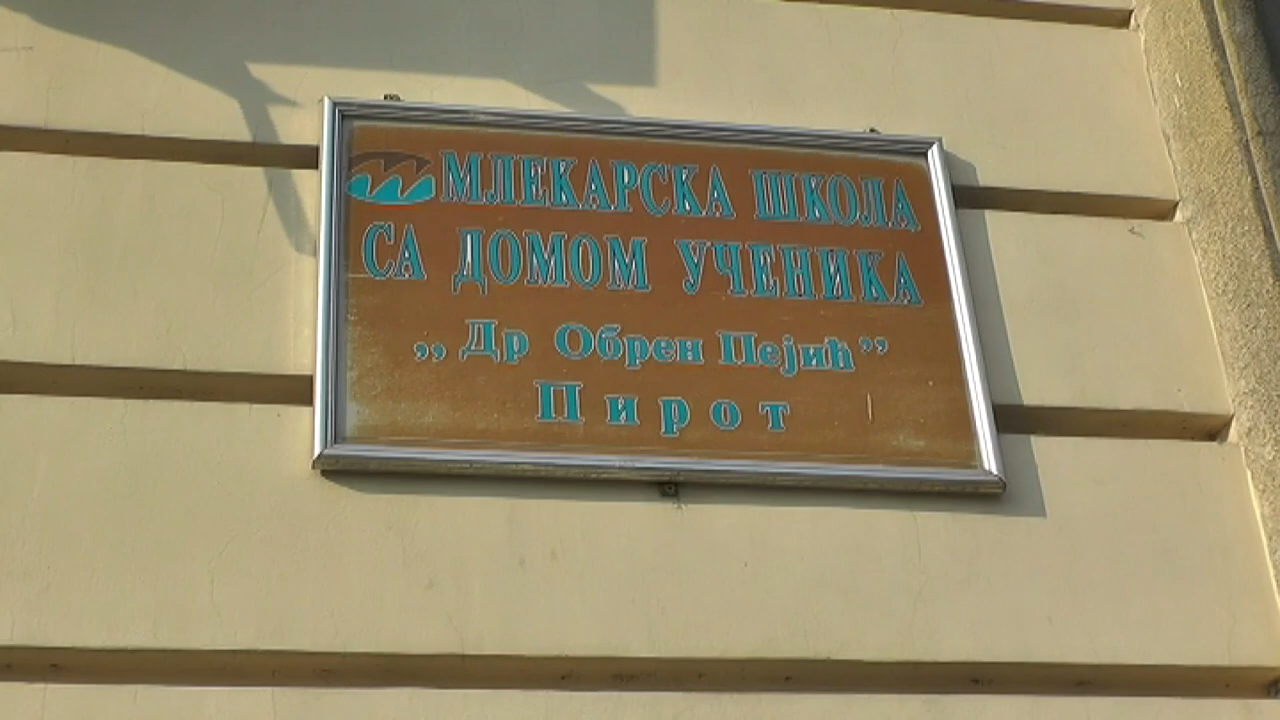 МЛЕКАРСКА ШКОЛА
СА ДОМОМ УЧЕНИКА
,, Др Обрен Пејић ”
Пирот